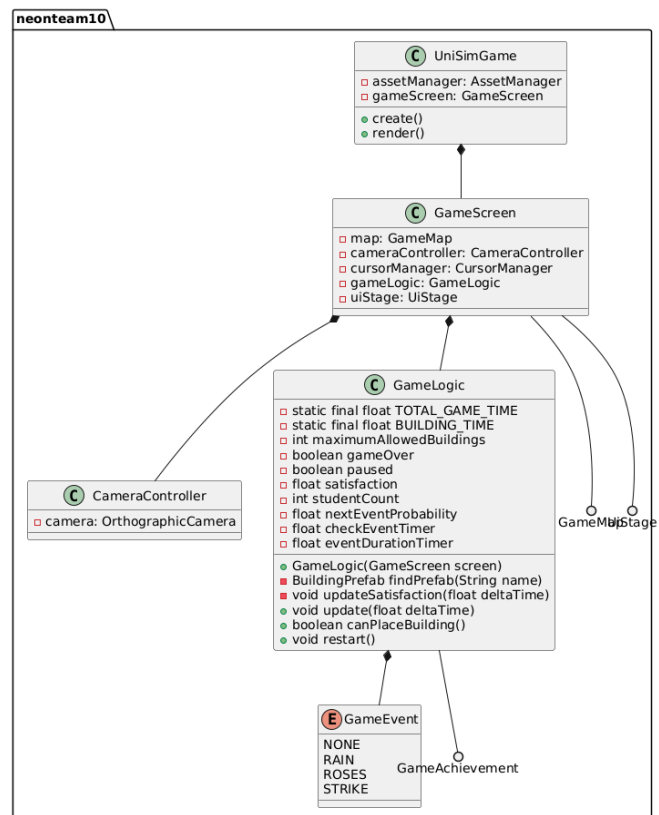 neonteam10
C UniSimGame
assetManager: AssetManager
gameScreen: GameScreen
create()
render()
C GameScreen
map: GameMap
cameraController: CameraController
cursorManager: CursorManager
gameLogic: GameLogic
uiStage: UiStage
C GameLogic
static final float TOTAL_GAME_TIME
static final float BUILDING_TIME
int maximumAllowedBuildings
boolean gameOver
boolean paused
float satisfaction
int studentCount
float nextEventProbability
float checkEventTimer
float eventDurationTimer
GameLogic(GameScreen screen)
BuildingPrefab findPrefab(String name)
void updateSatisfaction(float deltaTime)
void update(float deltaTime)
boolean canPlaceBuilding()
void restart()
C CameraController
camera: OrthographicCamera
GameMap
UiStage
E GameEvent
NONE
RAIN
ROSES
STRIKE
GameAchievement